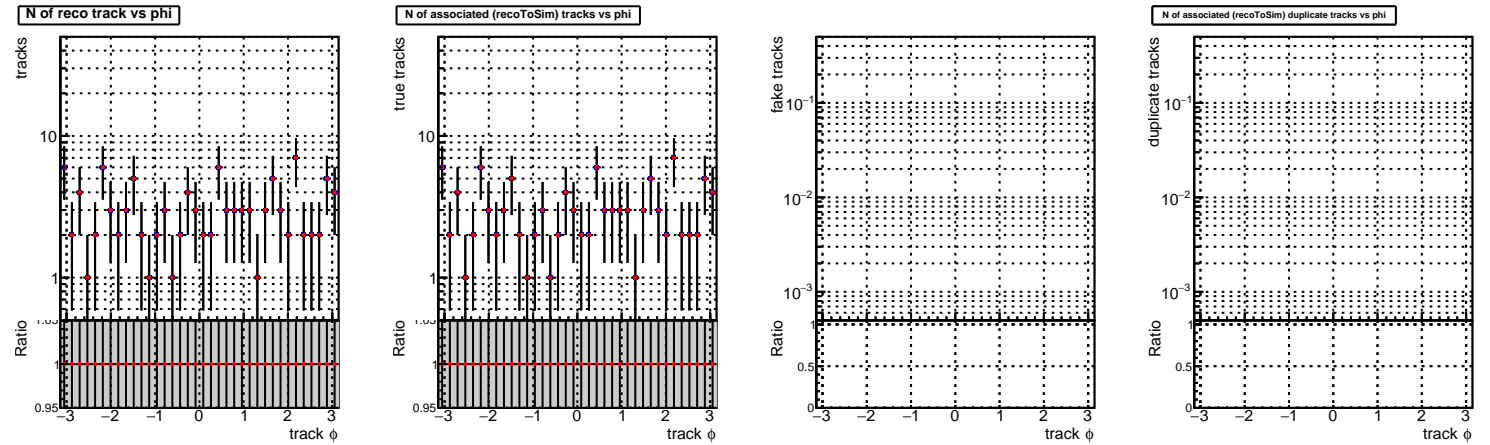 N of reco track vs phi
tracks
10
1
Ratio
1.05
1
0.95
−3 −2 −1 0 1 2 3
track ϕ
N of associated (recoToSim) tracks vs phi
true tracks
10
1
Ratio
1.05
1
0.95
−3 −2 −1 0 1 2 3
track ϕ
fake tracks
10−1
10−2
10−3
Ratio
1
0.5
0
−3 −2 −1 0 1 2 3
track ϕ
N of associated (recoToSim) duplicate tracks vs phi
duplicate tracks
10−1
10−2
10−3
Ratio
1
0.5
0
−3 −2 −1 0 1 2 3
track ϕ